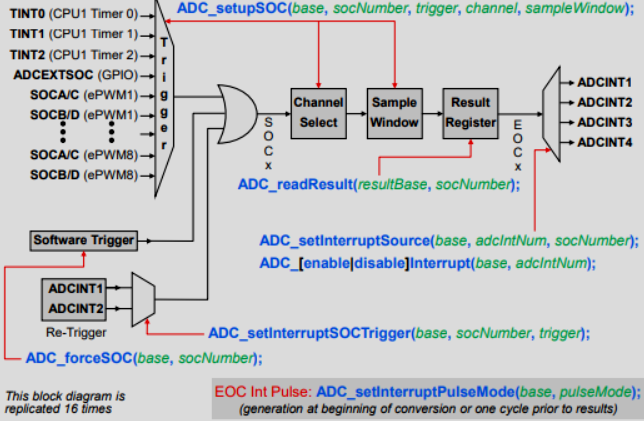 ADC_setupSOC(base, socNumber, trigger, channel, sampleWindow);
TINT0 (CPU1 Timer 0)
TINT1 (CPU1 Timer 1)
TINT2 (CPU1 Timer 2)
ADCEXTSOC (GPIO)
SOCA/C (ePWM1)
SOCB/D (ePWM1)
SOCA/C (ePWM8)
SOCB/D (ePWM8)
Trigger
SOCx
Channel
Select
Sample
Window
Result
Register
EOCx
ADCINT1
ADCINT2
ADCINT3
ADCINT4
ADC_readResult(resultBase, socNumber);
Software Trigger
ADC_setInterruptSource(base, adcIntNum, socNumber);
ADC_[enable|disable]Interrupt(base, adcIntNum);
ADCINT1
ADCINT2
Re-Trigger
ADC_setInterruptSOCTrigger(base, socNumber, trigger);
ADC_forceSOC(base, socNumber);
This block diagram is
replicated 16 times
EOC Int Pulse: ADC_setInterruptPulseMode(base, pulseMode);
(generation at beginning of conversion or one cycle prior to results)